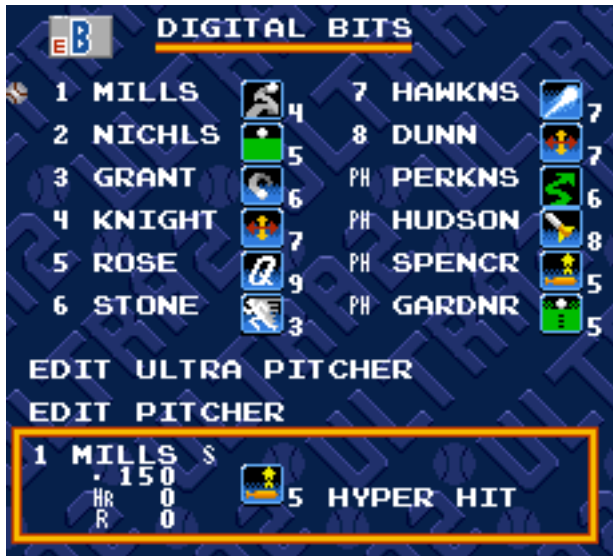 EB DIGITAL BITS
1 MILLS 4 7 HAWKNS 7
2 NICHLS 5 8 DUNN 7
3 GRANT 6 PH PERKNS 6
4 KNIGHT 7 PH HUDSON 8
5 ROSE Q 9 PH SPENCR 5
6 STONE 3 PH GARDNR 5
EDIT ULTRA PITCHER
EDIT PITCHER
1 MILLS S
.150
HR 0 5 HYPER HIT
R 0